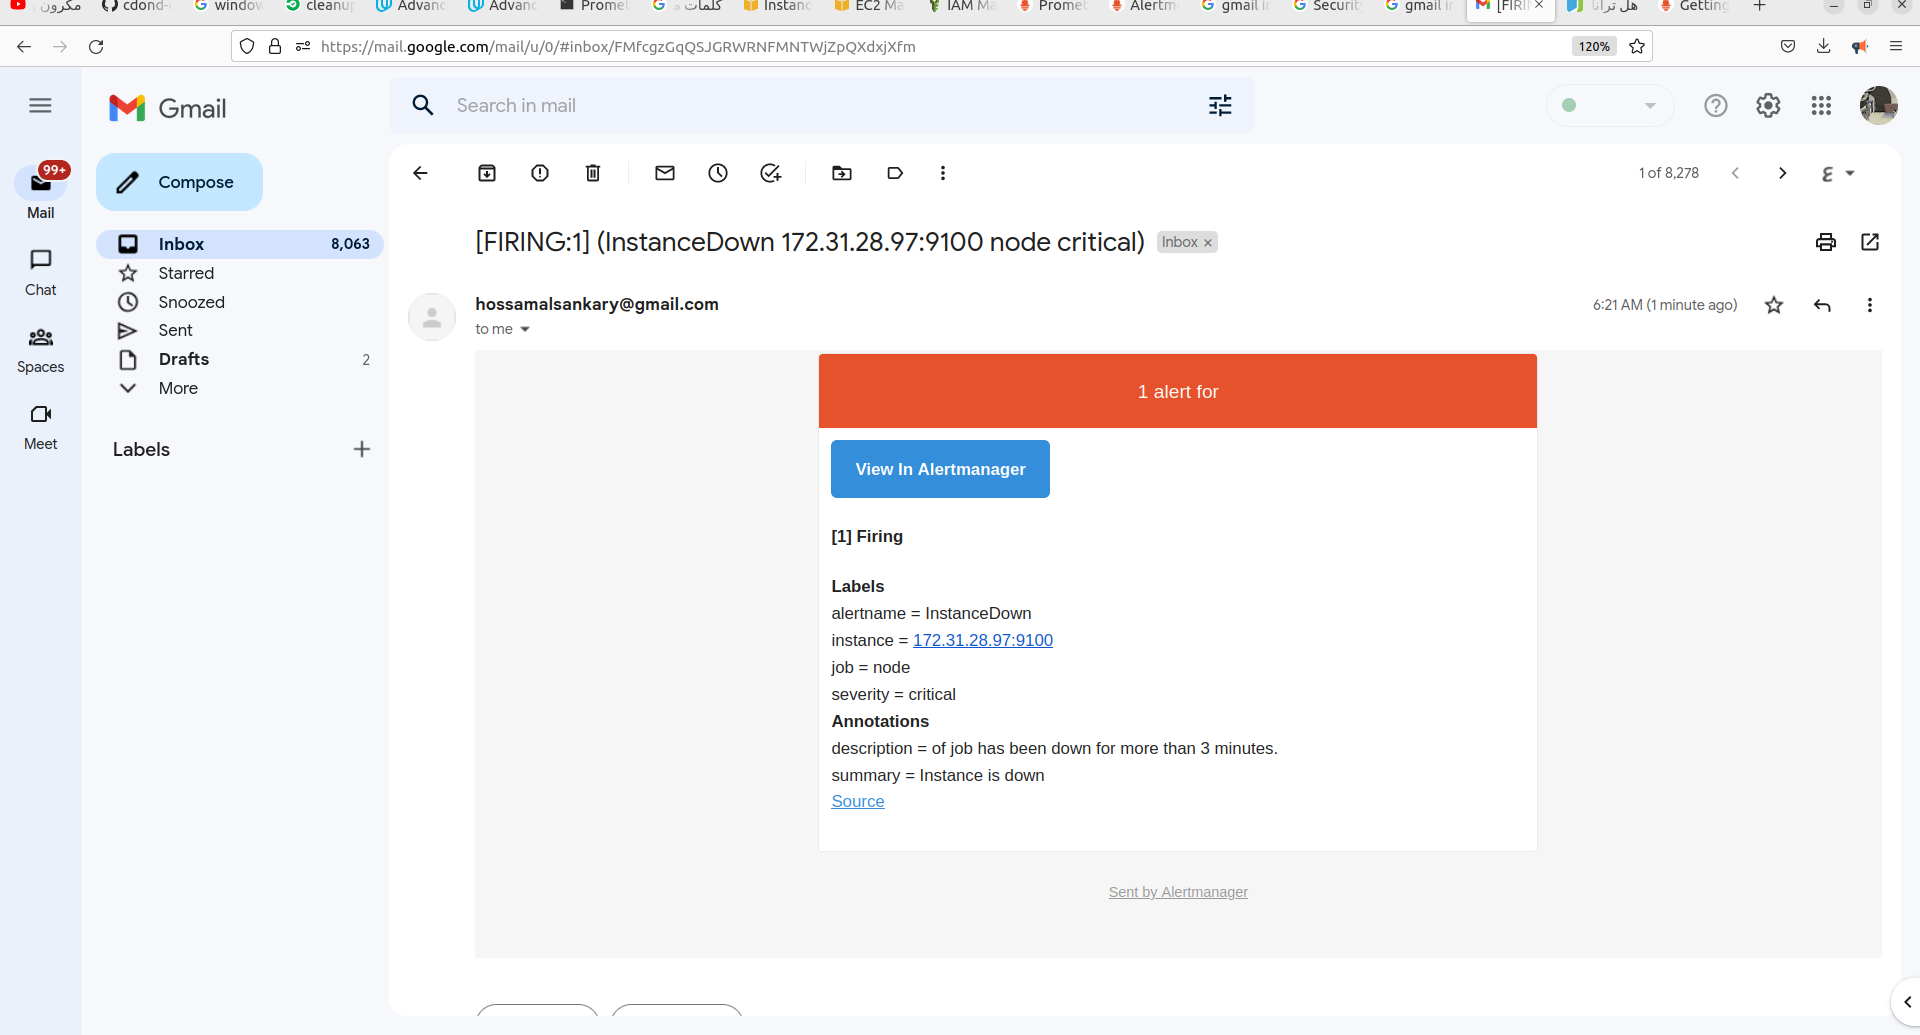 مكرون
cdond-
window
cleanup
Advanc
Advanc
Promet
كلمات
Instanc
EC2 Ma
IAM Ma
Promet
Alertm
gmail in
Securit
gmail in
[FIRIN
هل ترانا
Getting
https://mail.google.com/mail/u/0/#inbox/FMfcgzGqQSJGRWRNFMNTWjZpQXdxjXfm
120%
Gmail
Search in mail
99+
Mail
Chat
Spaces
Meet
Compose
Inbox 8,063
Starred
Snoozed
Sent
Drafts 2
More
Labels
1 of 8,278
[FIRING:1] (InstanceDown 172.31.28.97:9100 node critical) Inbox ×
hossamalsankary@gmail.com
6:21 AM (1 minute ago)
to me
1 alert for
View In Alertmanager
[1] Firing
Labels
alertname = InstanceDown
instance = 172.31.28.97:9100
job = node
severity = critical
Annotations
description = of job has been down for more than 3 minutes.
summary = Instance is down
Source
Sent by Alertmanager